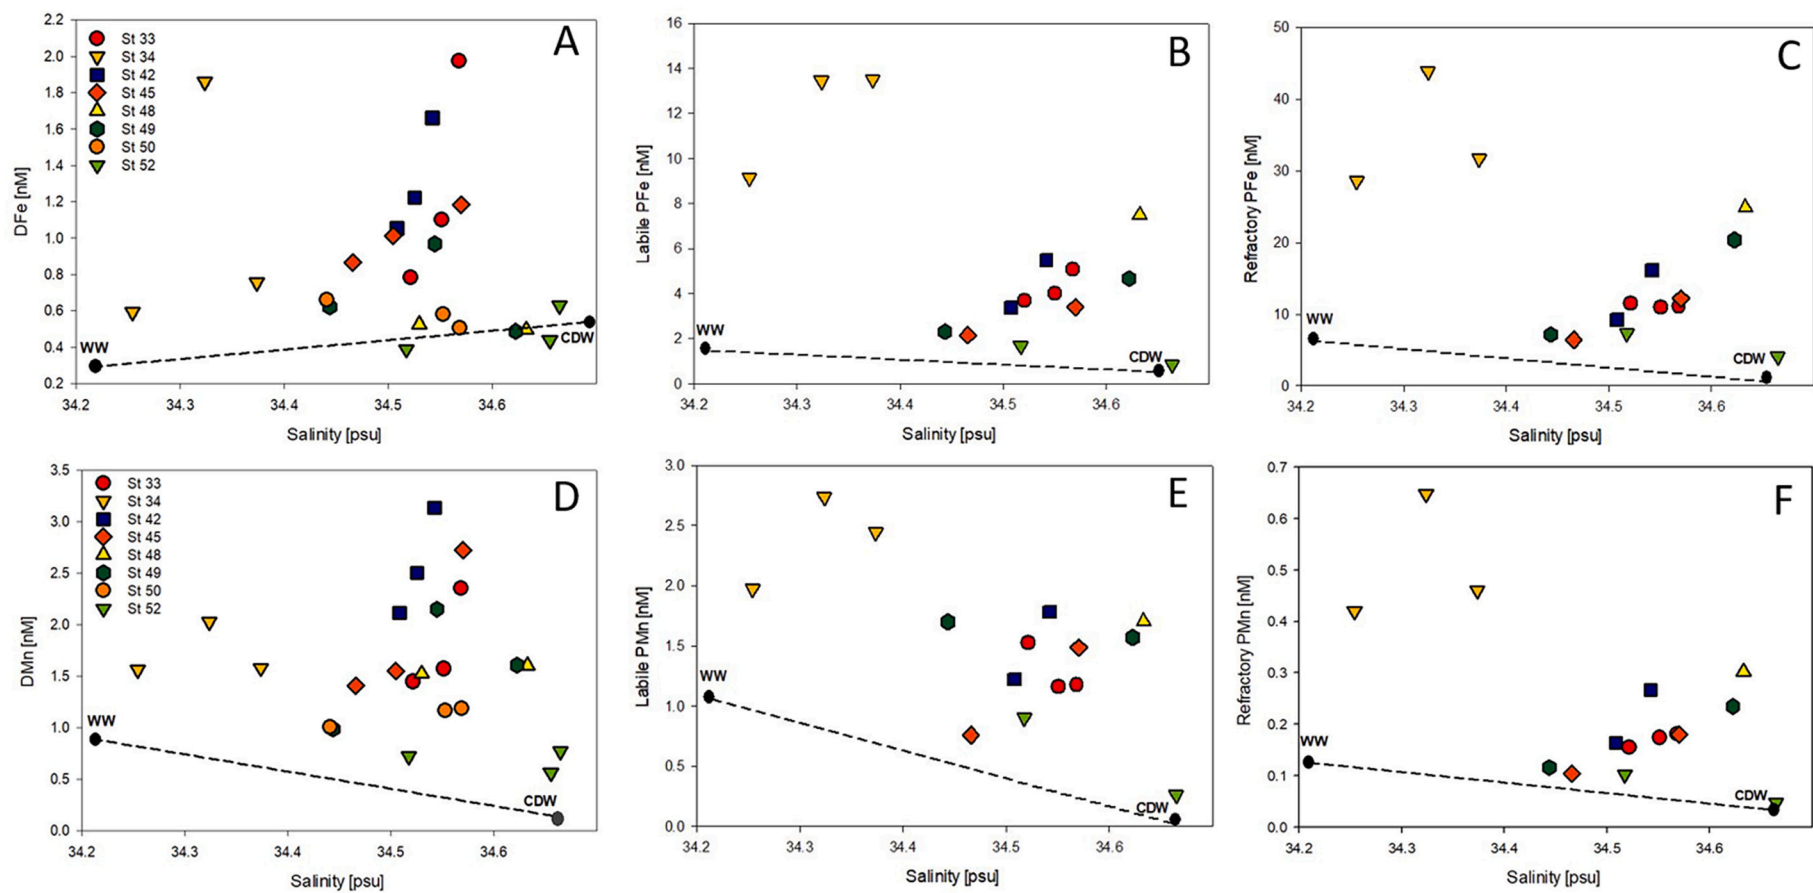 A
2.2
2.0
1.8
1.6
1.4
1.2
1.0
0.8
0.6
0.4
0.2
DFe [nM]
St 33
St 34
St 42
St 45
St 48
St 49
St 50
St 52
WW
CDW
34.2 34.3 34.4 34.5 34.6
Salinity [psu]
B
16
14
12
10
8
6
4
2
0
Labile PFe [nM]
WW
CDW
34.2 34.3 34.4 34.5 34.6
Salinity [psu]
C
50
40
30
20
10
0
Refractory PFe [nM]
WW
CDW
34.2 34.3 34.4 34.5 34.6
Salinity [psu]
D
3.5
3.0
2.5
2.0
1.5
1.0
0.5
0.0
DMn [nM]
St 33
St 34
St 42
St 45
St 48
St 49
St 50
St 52
WW
CDW
34.2 34.3 34.4 34.5 34.6
Salinity [psu]
E
3.0
2.5
2.0
1.5
1.0
0.5
0.0
Labile PMn [nM]
WW
CDW
34.2 34.3 34.4 34.5 34.6
Salinity [psu]
F
0.7
0.6
0.5
0.4
0.3
0.2
0.1
0.0
Refractory PMn [nM]
WW
CDW
34.2 34.3 34.4 34.5 34.6
Salinity [psu]